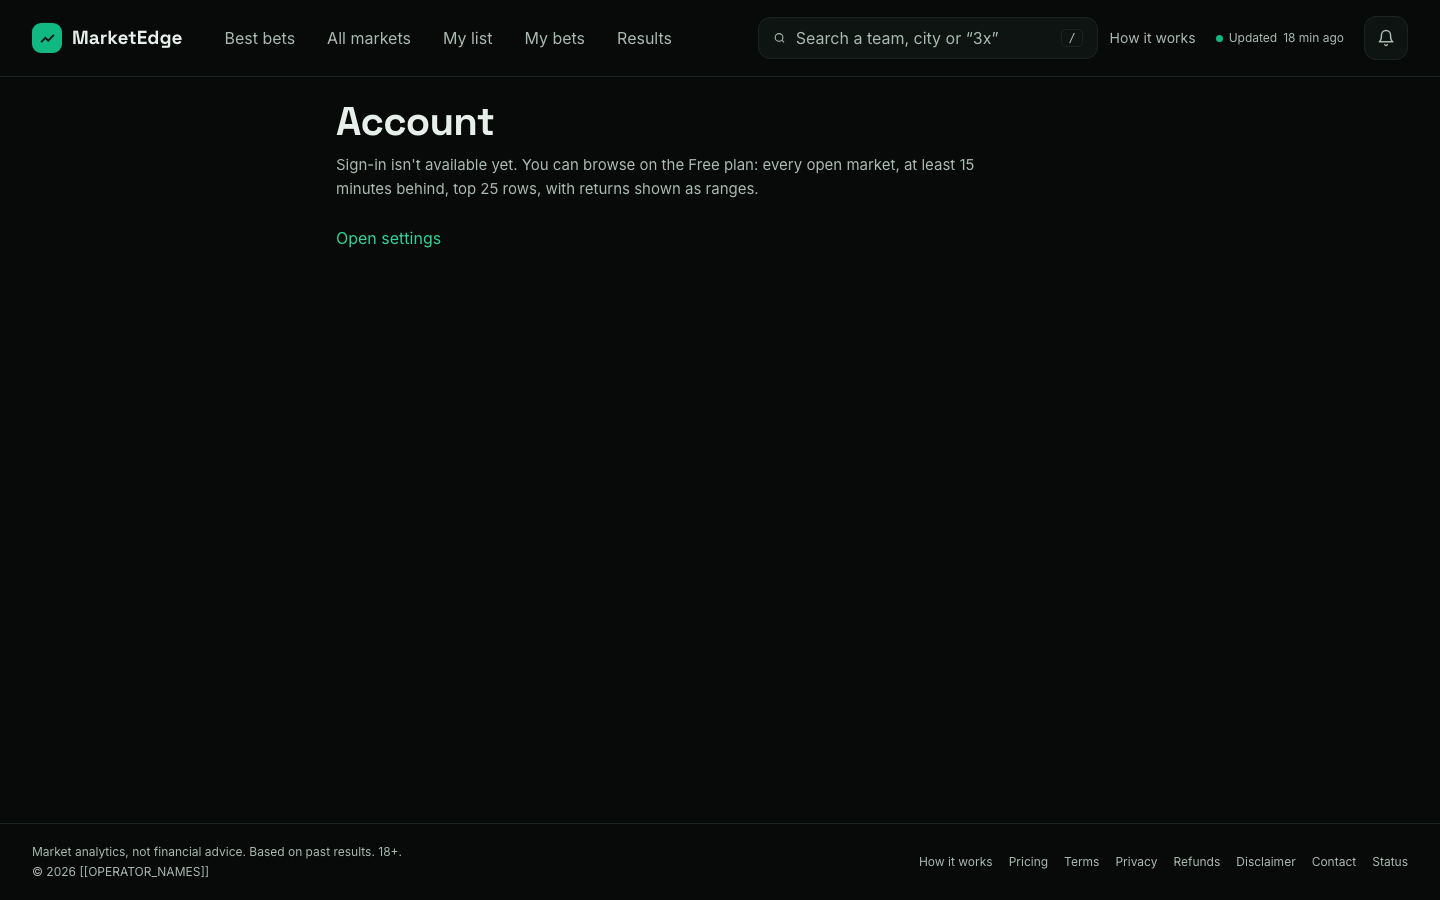 MarketEdge
Best bets
All markets
My list
My bets
Results
Search a team, city or “3x”
/
How it works
Updated 18 min ago
Account
Sign-in isn't available yet. You can browse on the Free plan: every open market, at least 15
minutes behind, top 25 rows, with returns shown as ranges.
Open settings
Market analytics, not financial advice. Based on past results. 18+.
© 2026 [[OPERATOR_NAMES]]
How it works
Pricing
Terms
Privacy
Refunds
Disclaimer
Contact
Status